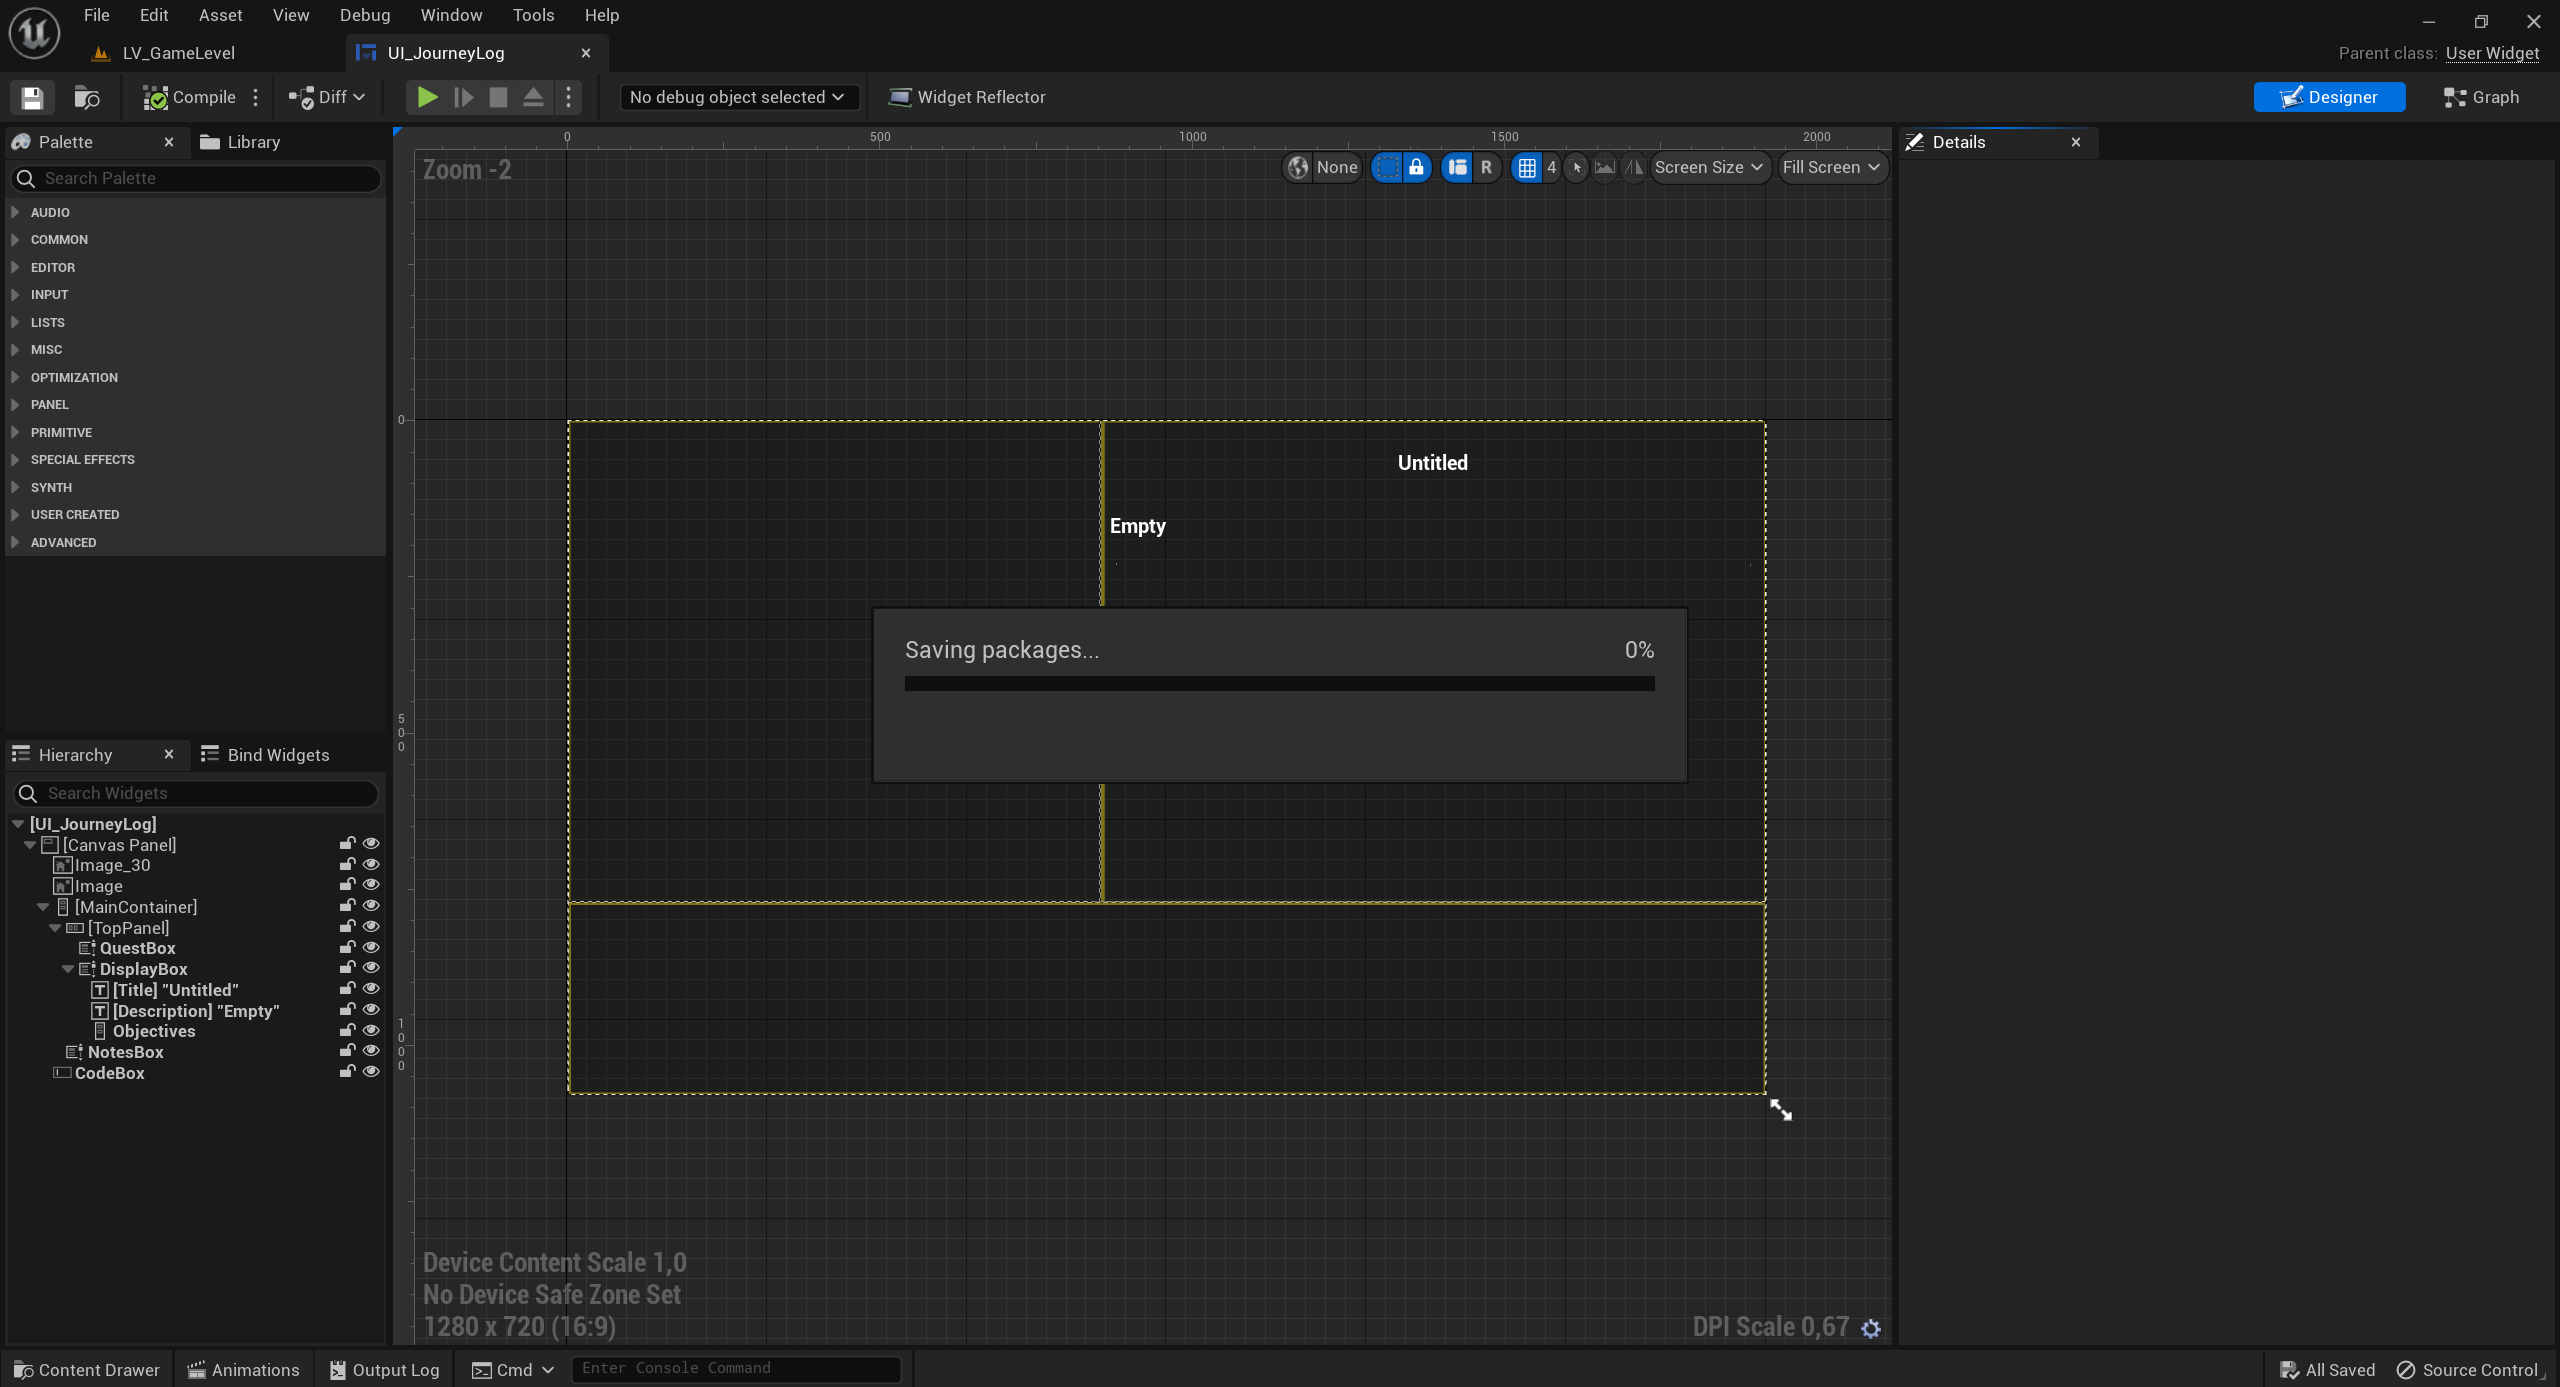 File Edit Asset View Debug Window Tools Help
LV_GameLevel UI_JourneyLog
Parent class: User Widget
Compile Diff No debug object selected Widget Reflector Designer Graph
Palette Library
Details
Search Palette
AUDIO
COMMON
EDITOR
INPUT
LISTS
MISC
OPTIMIZATION
PANEL
PRIMITIVE
SPECIAL EFFECTS
SYNTH
USER CREATED
ADVANCED
Hierarchy Bind Widgets
Search Widgets
[UI_JourneyLog]
[Canvas Panel]
Image_30
Image
[MainContainer]
[TopPanel]
QuestBox
DisplayBox
[Title] "Untitled"
[Description] "Empty"
Objectives
NotesBox
CodeBox
0 500 1000 1500 2000
Zoom -2
None R 4 Screen Size Fill Screen
0
500
1000
Untitled
Empty
Saving packages... 0%
Device Content Scale 1,0
No Device Safe Zone Set
1280 x 720 (16:9)
DPI Scale 0,67
Content Drawer Animations Output Log Cmd Enter Console Command All Saved Source Control